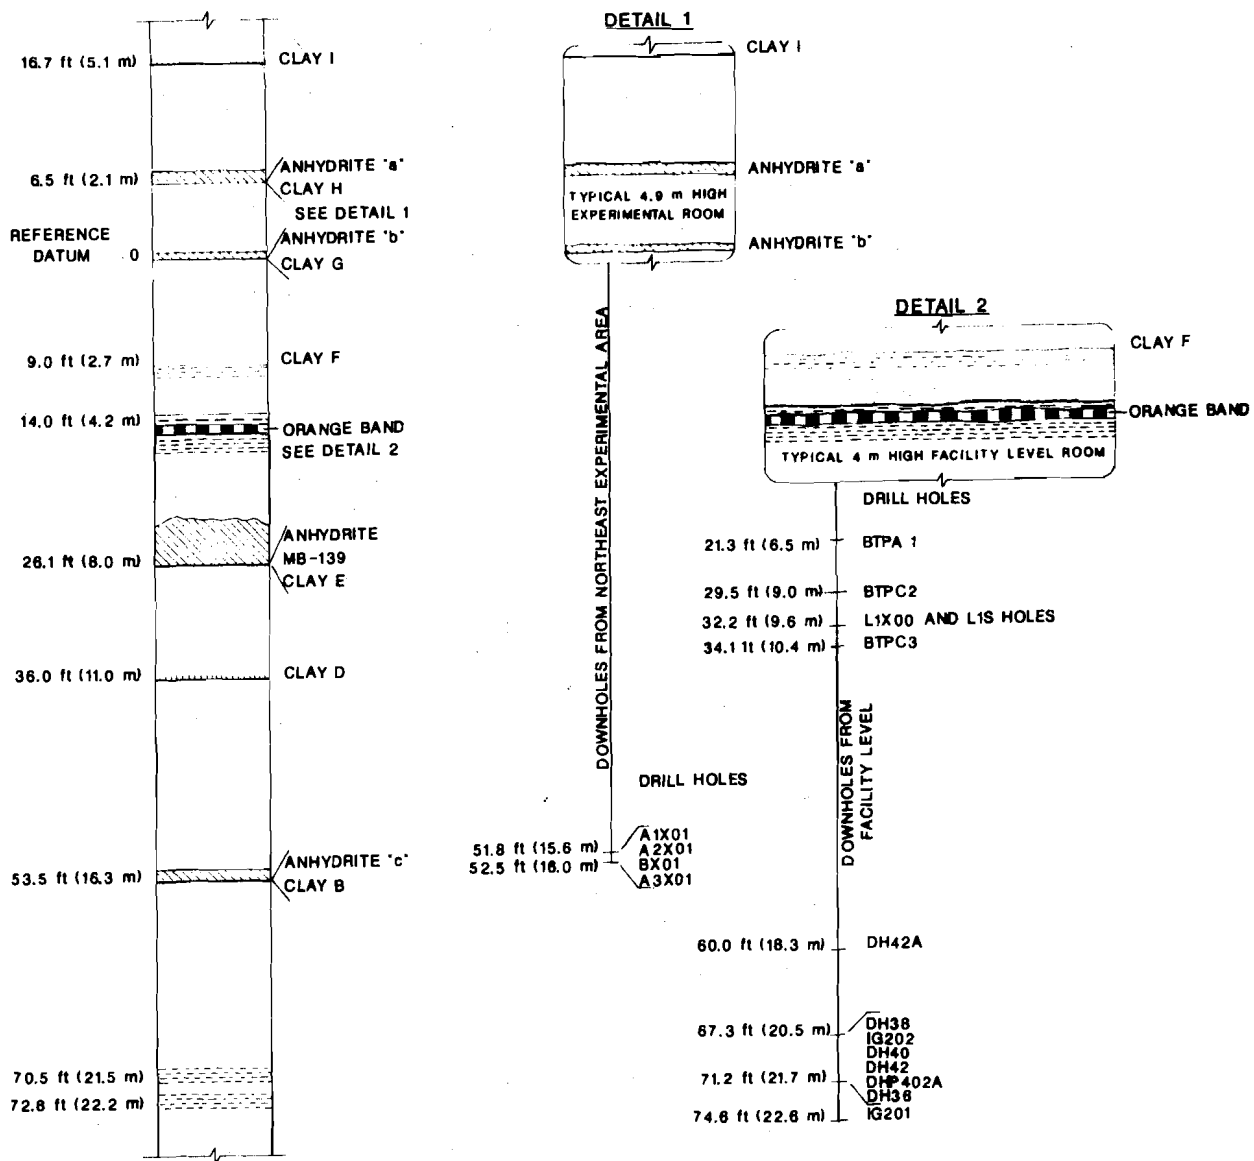 16.7 ft (5.1 m)
CLAY I
6.5 ft (2.1 m)
ANHYDRITE "a"
CLAY H
SEE DETAIL 1
REFERENCE
DATUM 0
ANHYDRITE "b"
CLAY G
9.0 ft (2.7 m)
CLAY F
14.0 ft (4.2 m)
ORANGE BAND
SEE DETAIL 2
ANHYDRITE
MB-139
26.1 ft (8.0 m)
CLAY E
36.0 ft (11.0 m)
CLAY D
ANHYDRITE "c"
53.5 ft (16.3 m)
CLAY B
70.5 ft (21.5 m)
72.8 ft (22.2 m)
DETAIL 1
CLAY I
ANHYDRITE "a"
TYPICAL 4.9 m HIGH
EXPERIMENTAL ROOM
ANHYDRITE "b"
DOWNHOLES FROM NORTHEAST EXPERIMENTAL AREA
DRILL HOLES
51.8 ft (15.6 m)
52.5 ft (16.0 m)
A1X01
A2X01
BX01
A3X01
DETAIL 2
CLAY F
ORANGE BAND
TYPICAL 4 m HIGH FACILITY LEVEL ROOM
DRILL HOLES
21.3 ft (6.5 m)
BTPA 1
29.5 ft (9.0 m)
BTPC2
32.2 ft (9.6 m)
L1X00 AND L1S HOLES
34.1 ft (10.4 m)
BTPC3
DOWNHOLES FROM
FACILITY LEVEL
60.0 ft (18.3 m)
DH42A
67.3 ft (20.5 m)
DH38
IG202
DH40
DH42
71.2 ft (21.7 m)
DHP402A
DH36
74.6 ft (22.6 m)
IG201